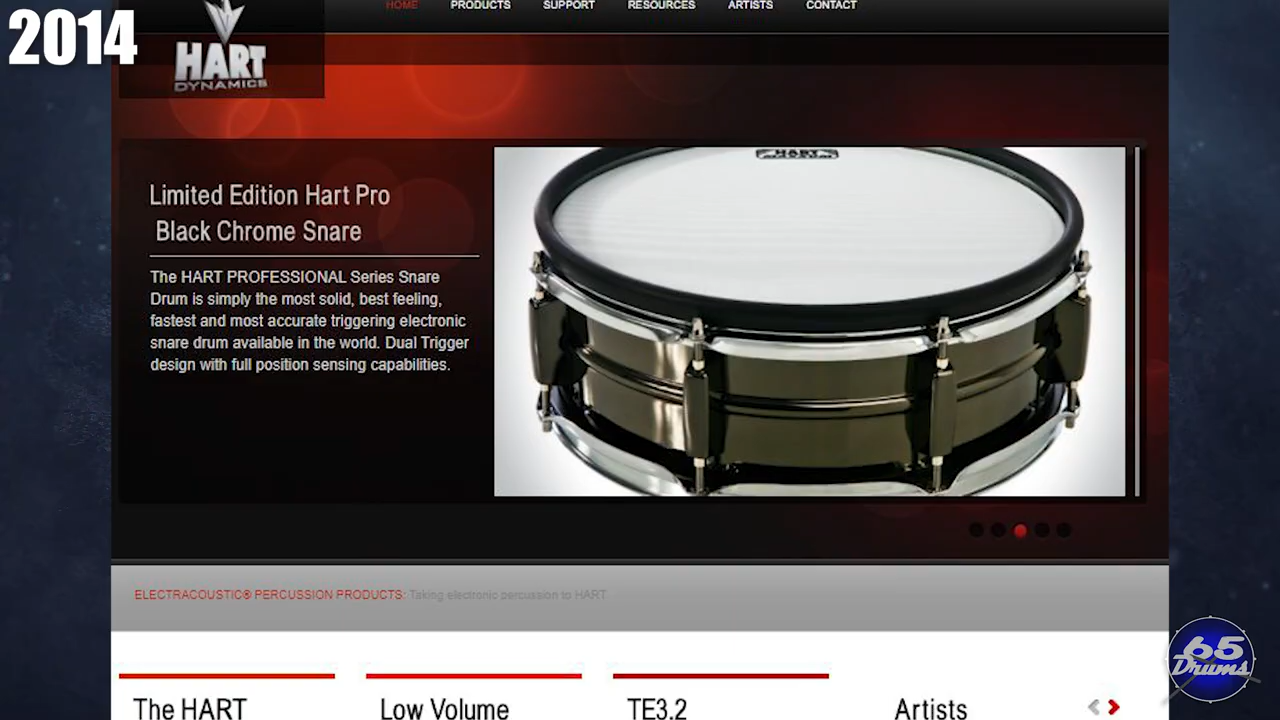 2014
HOME PRODUCTS SUPPORT RESOURCES ARTISTS CONTACT
HART
DYNAMICS
HART
Limited Edition Hart Pro
Black Chrome Snare
The HART PROFESSIONAL Series Snare
Drum is simply the most solid, best feeling,
fastest and most accurate triggering electronic
snare drum available in the world. Dual Trigger
design with full position sensing capabilities.
ELECTRACOUSTIC® PERCUSSION PRODUCTS: Taking electronic percussion to HART
65
Drums
The HART Low Volume TE3.2 Artists